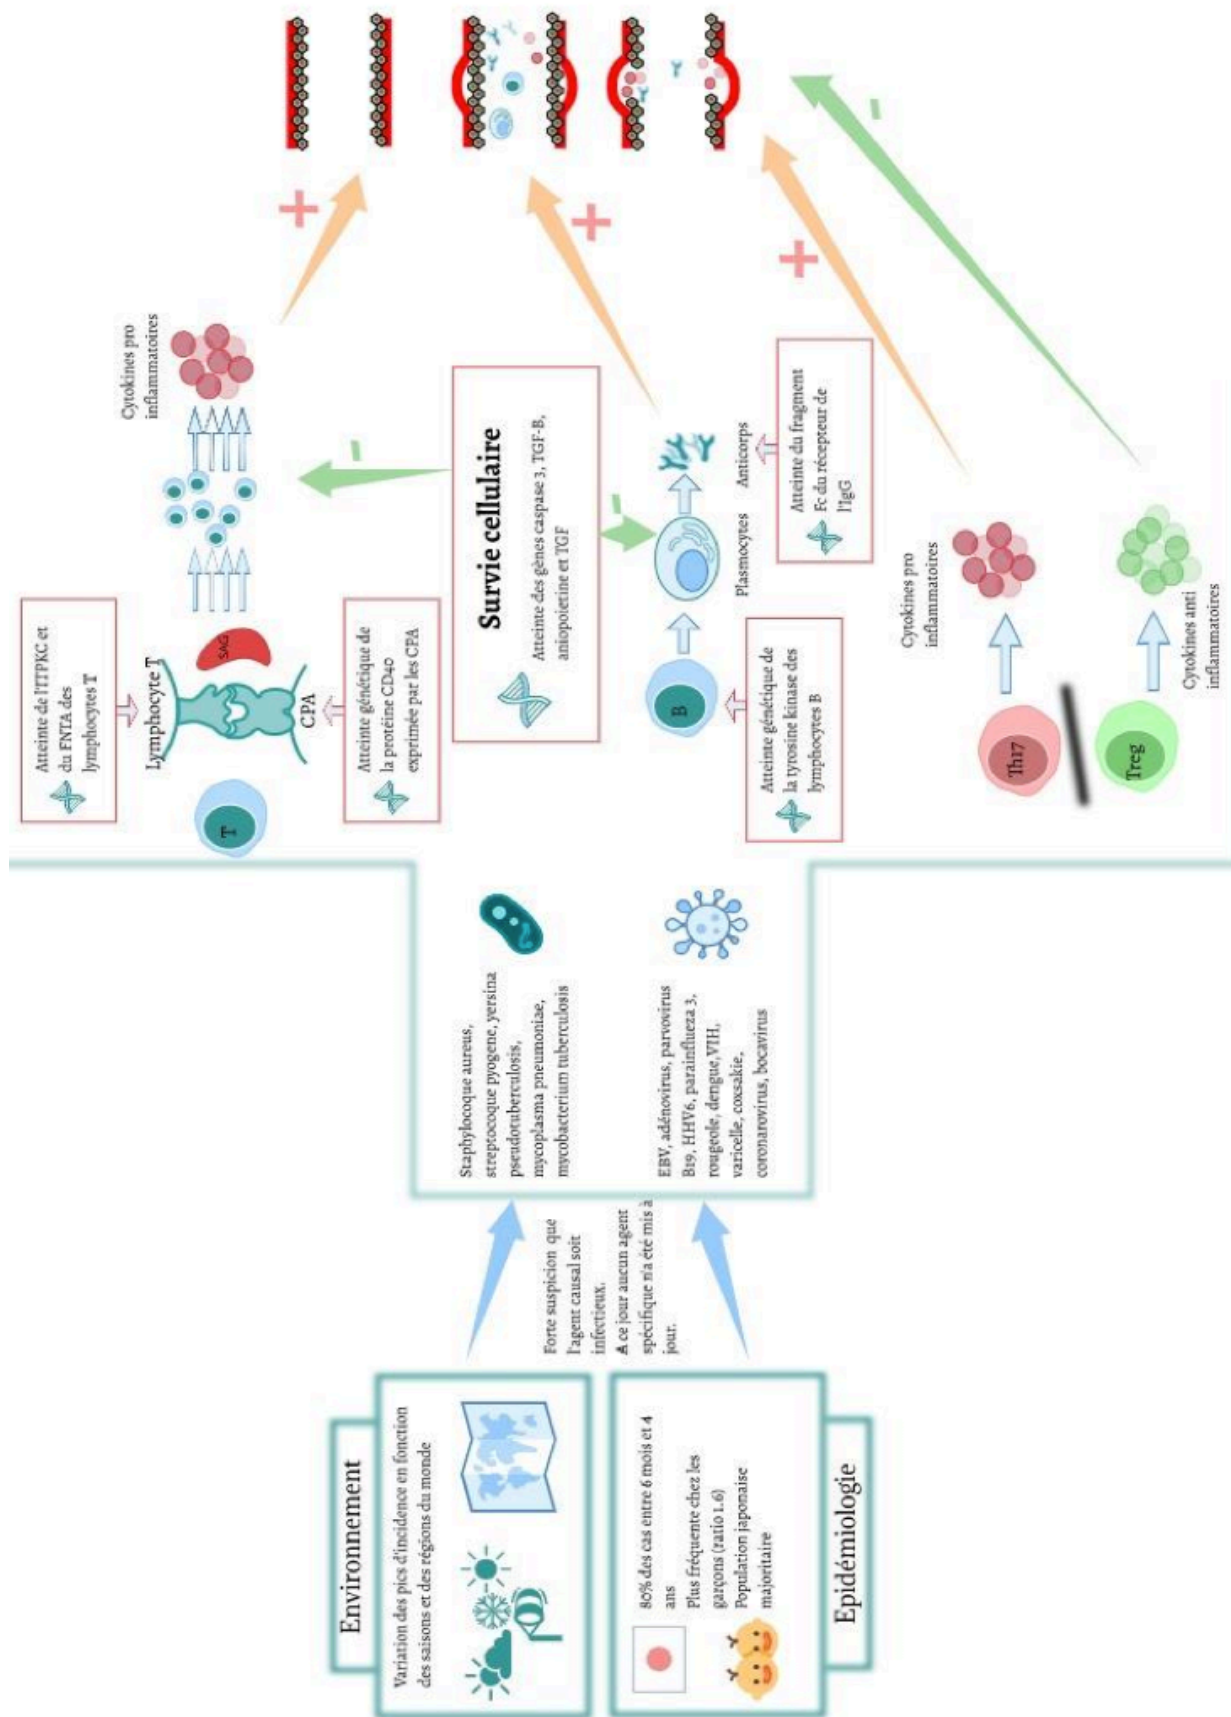 Environnement
Variation des pics d'incidence en fonction
des saisons et des régions du monde
Epidémiologie
80% des cas entre 6 mois et 4
ans
Plus fréquente chez les
garçons (ratio 1.6)
Population japonaise
majoritaire
Forte suspicion que
l'agent causal soit
infectieux.
A ce jour aucun agent
spécifique n'a été mis à
jour.
Staphylocoque aureus,
streptocoque pyogene, yersina
pseudotuberculosis,
mycoplasma pneumoniae,
mycobacterium tuberculosis
EBV, adénovirus, parvovirus
B19, HHV6, parainflueza 3,
rougeole, dengue, VIH,
varicelle, coxsakie,
coronarovirus, bocavirus
Atteinte de l'ITPKC et
du FNTA des
lymphocytes T
T
Lymphocyte T
SAG
CPA
Atteinte génétique de
la protéine CD40
exprimée par les CPA
Cytokines pro
inflammatoires
+
-
Survie cellulaire
Atteinte des gènes caspase 3, TGF-B,
aniopoietine et TGF
-
B
Plasmocytes
Anticorps
+
Atteinte génétique de
la tyrosine kinase des
lymphocytes B
Atteinte du fragment
Fc du récepteur de
l'IgG
Th17
Cytokines pro
inflammatoires
+
Treg
Cytokines anti
inflammatoires
-